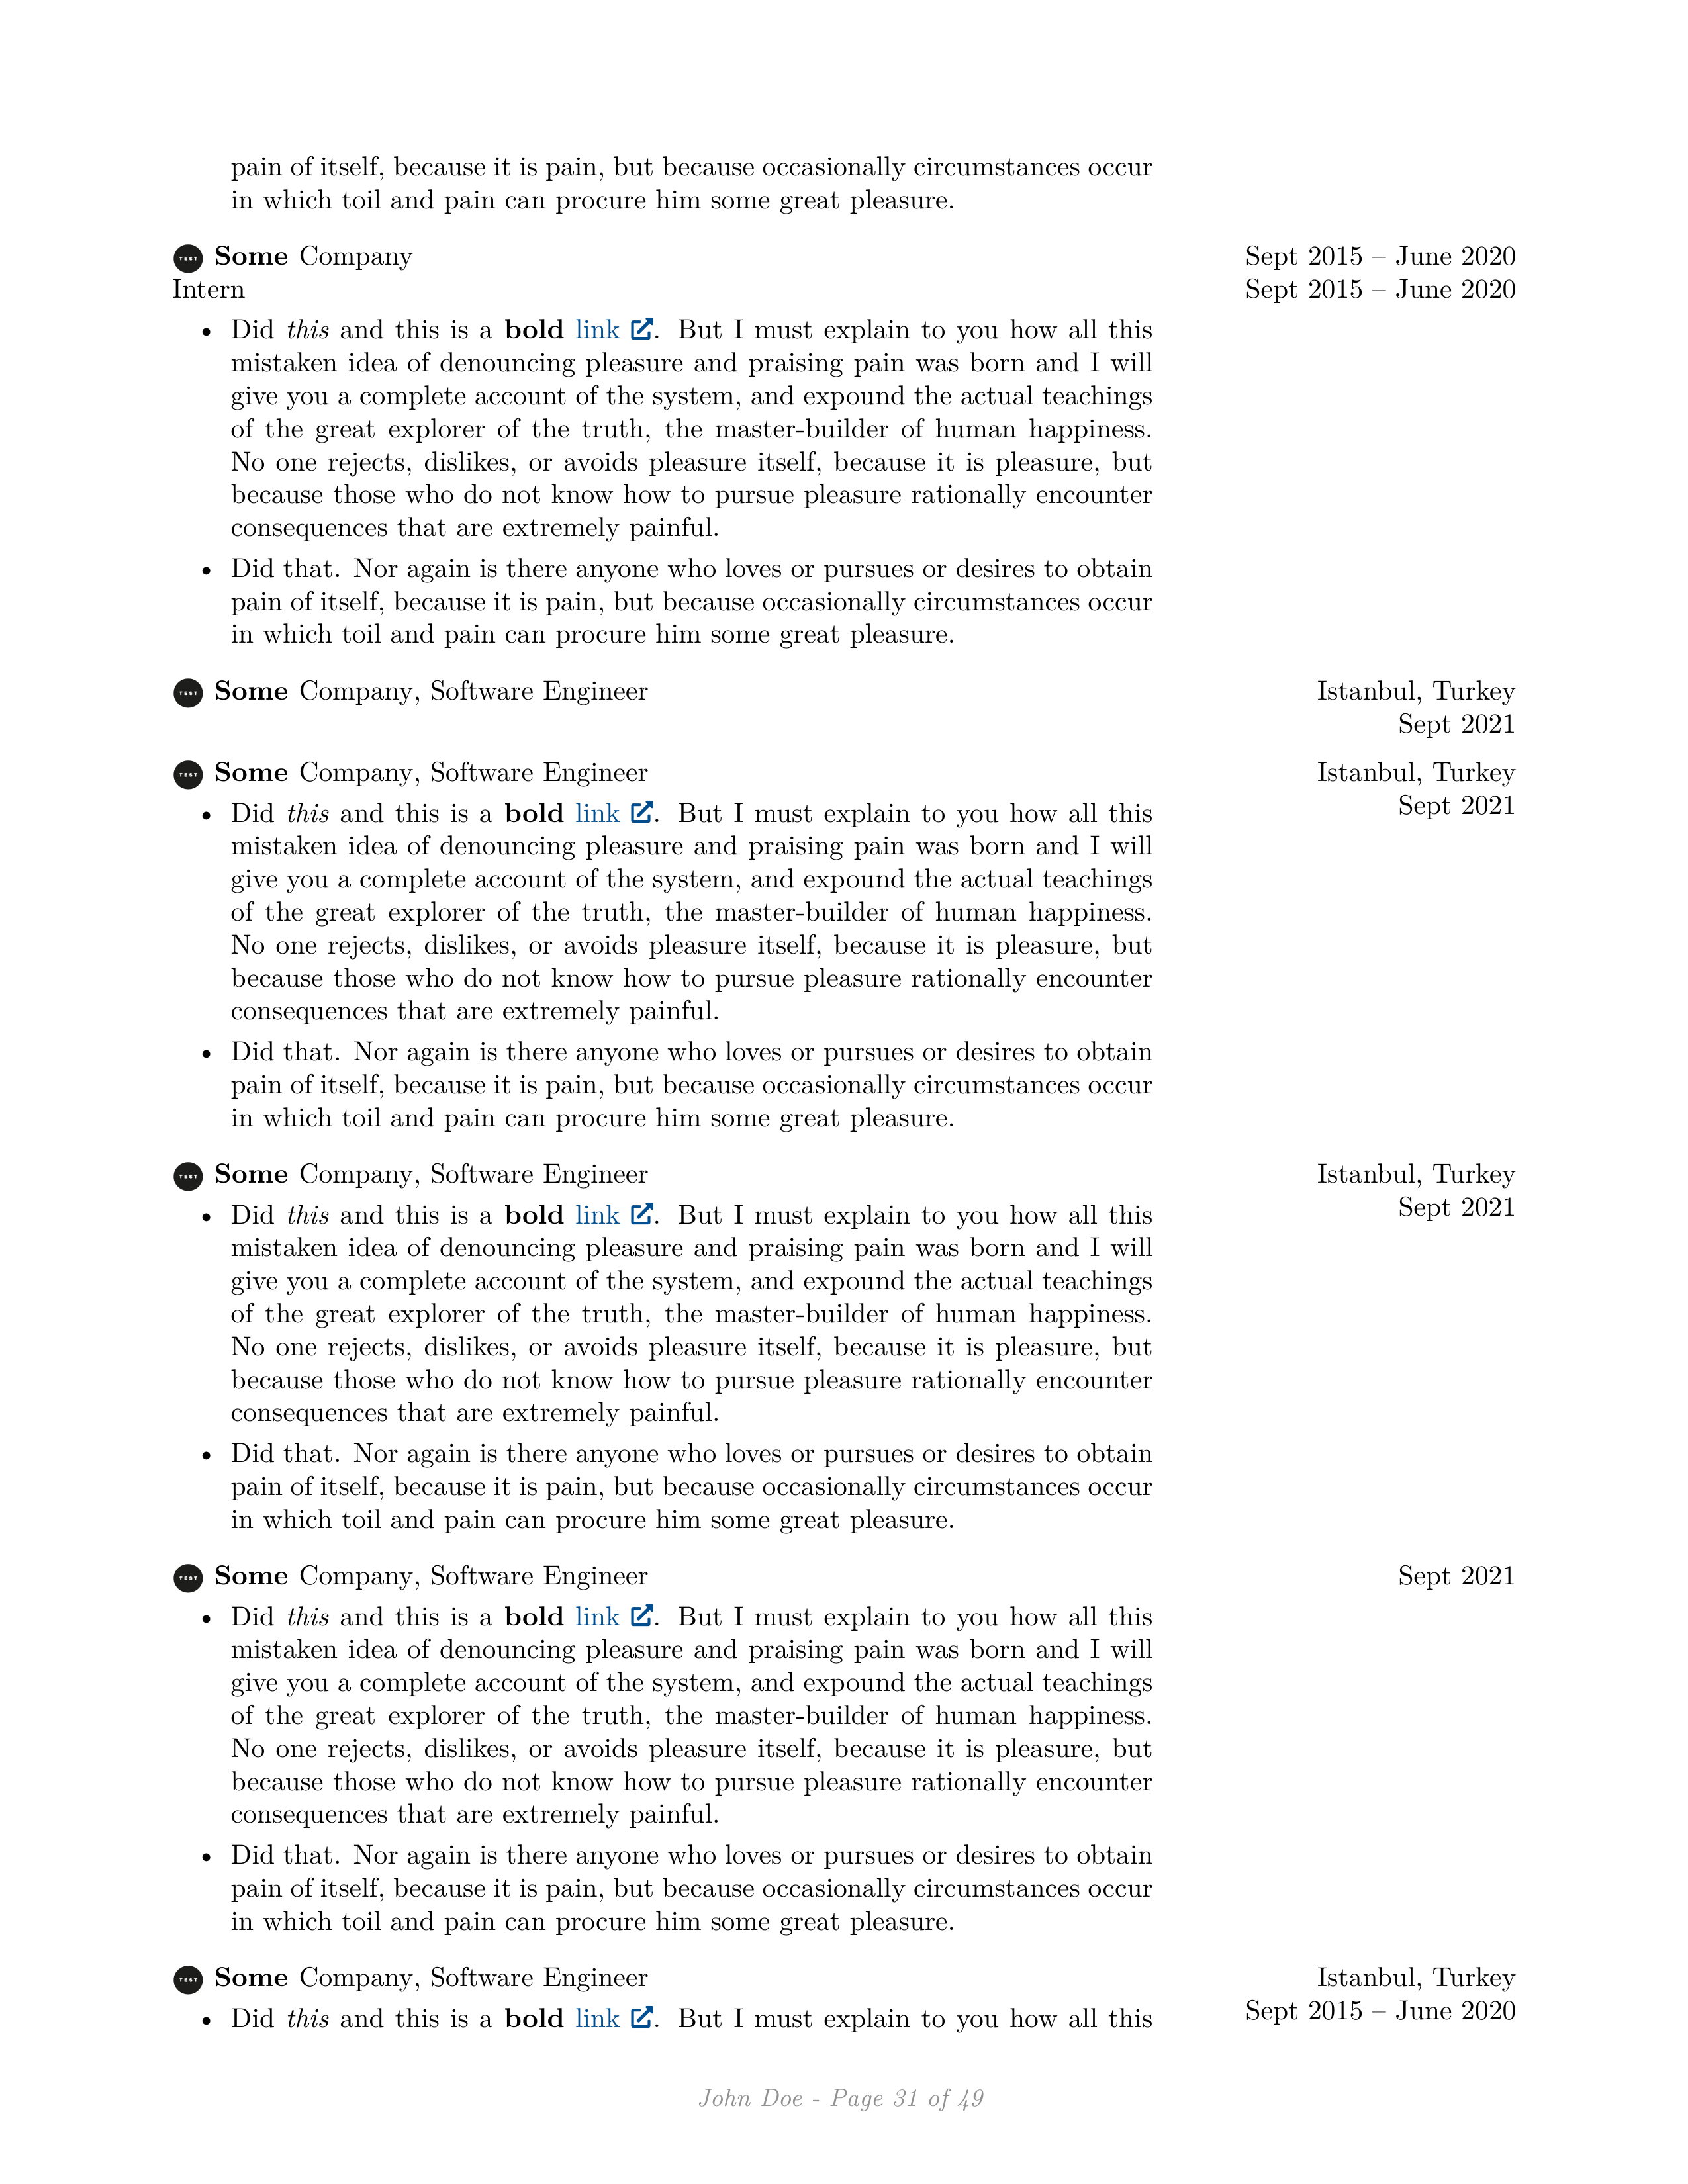 pain of itself, because it is pain, but because occasionally circumstances occur
in which toil and pain can procure him some great pleasure.
TEST Some Company Sept 2015 – June 2020
Intern Sept 2015 – June 2020
• Did this and this is a bold link. But I must explain to you how all this
mistaken idea of denouncing pleasure and praising pain was born and I will
give you a complete account of the system, and expound the actual teachings
of the great explorer of the truth, the master-builder of human happiness.
No one rejects, dislikes, or avoids pleasure itself, because it is pleasure, but
because those who do not know how to pursue pleasure rationally encounter
consequences that are extremely painful.
• Did that. Nor again is there anyone who loves or pursues or desires to obtain
pain of itself, because it is pain, but because occasionally circumstances occur
in which toil and pain can procure him some great pleasure.
TEST Some Company, Software Engineer Istanbul, Turkey
Sept 2021
TEST Some Company, Software Engineer Istanbul, Turkey
Sept 2021
• Did this and this is a bold link. But I must explain to you how all this
mistaken idea of denouncing pleasure and praising pain was born and I will
give you a complete account of the system, and expound the actual teachings
of the great explorer of the truth, the master-builder of human happiness.
No one rejects, dislikes, or avoids pleasure itself, because it is pleasure, but
because those who do not know how to pursue pleasure rationally encounter
consequences that are extremely painful.
• Did that. Nor again is there anyone who loves or pursues or desires to obtain
pain of itself, because it is pain, but because occasionally circumstances occur
in which toil and pain can procure him some great pleasure.
TEST Some Company, Software Engineer Istanbul, Turkey
Sept 2021
• Did this and this is a bold link. But I must explain to you how all this
mistaken idea of denouncing pleasure and praising pain was born and I will
give you a complete account of the system, and expound the actual teachings
of the great explorer of the truth, the master-builder of human happiness.
No one rejects, dislikes, or avoids pleasure itself, because it is pleasure, but
because those who do not know how to pursue pleasure rationally encounter
consequences that are extremely painful.
• Did that. Nor again is there anyone who loves or pursues or desires to obtain
pain of itself, because it is pain, but because occasionally circumstances occur
in which toil and pain can procure him some great pleasure.
TEST Some Company, Software Engineer Sept 2021
• Did this and this is a bold link. But I must explain to you how all this
mistaken idea of denouncing pleasure and praising pain was born and I will
give you a complete account of the system, and expound the actual teachings
of the great explorer of the truth, the master-builder of human happiness.
No one rejects, dislikes, or avoids pleasure itself, because it is pleasure, but
because those who do not know how to pursue pleasure rationally encounter
consequences that are extremely painful.
• Did that. Nor again is there anyone who loves or pursues or desires to obtain
pain of itself, because it is pain, but because occasionally circumstances occur
in which toil and pain can procure him some great pleasure.
TEST Some Company, Software Engineer Istanbul, Turkey
Sept 2015 – June 2020
• Did this and this is a bold link. But I must explain to you how all this
John Doe - Page 31 of 49